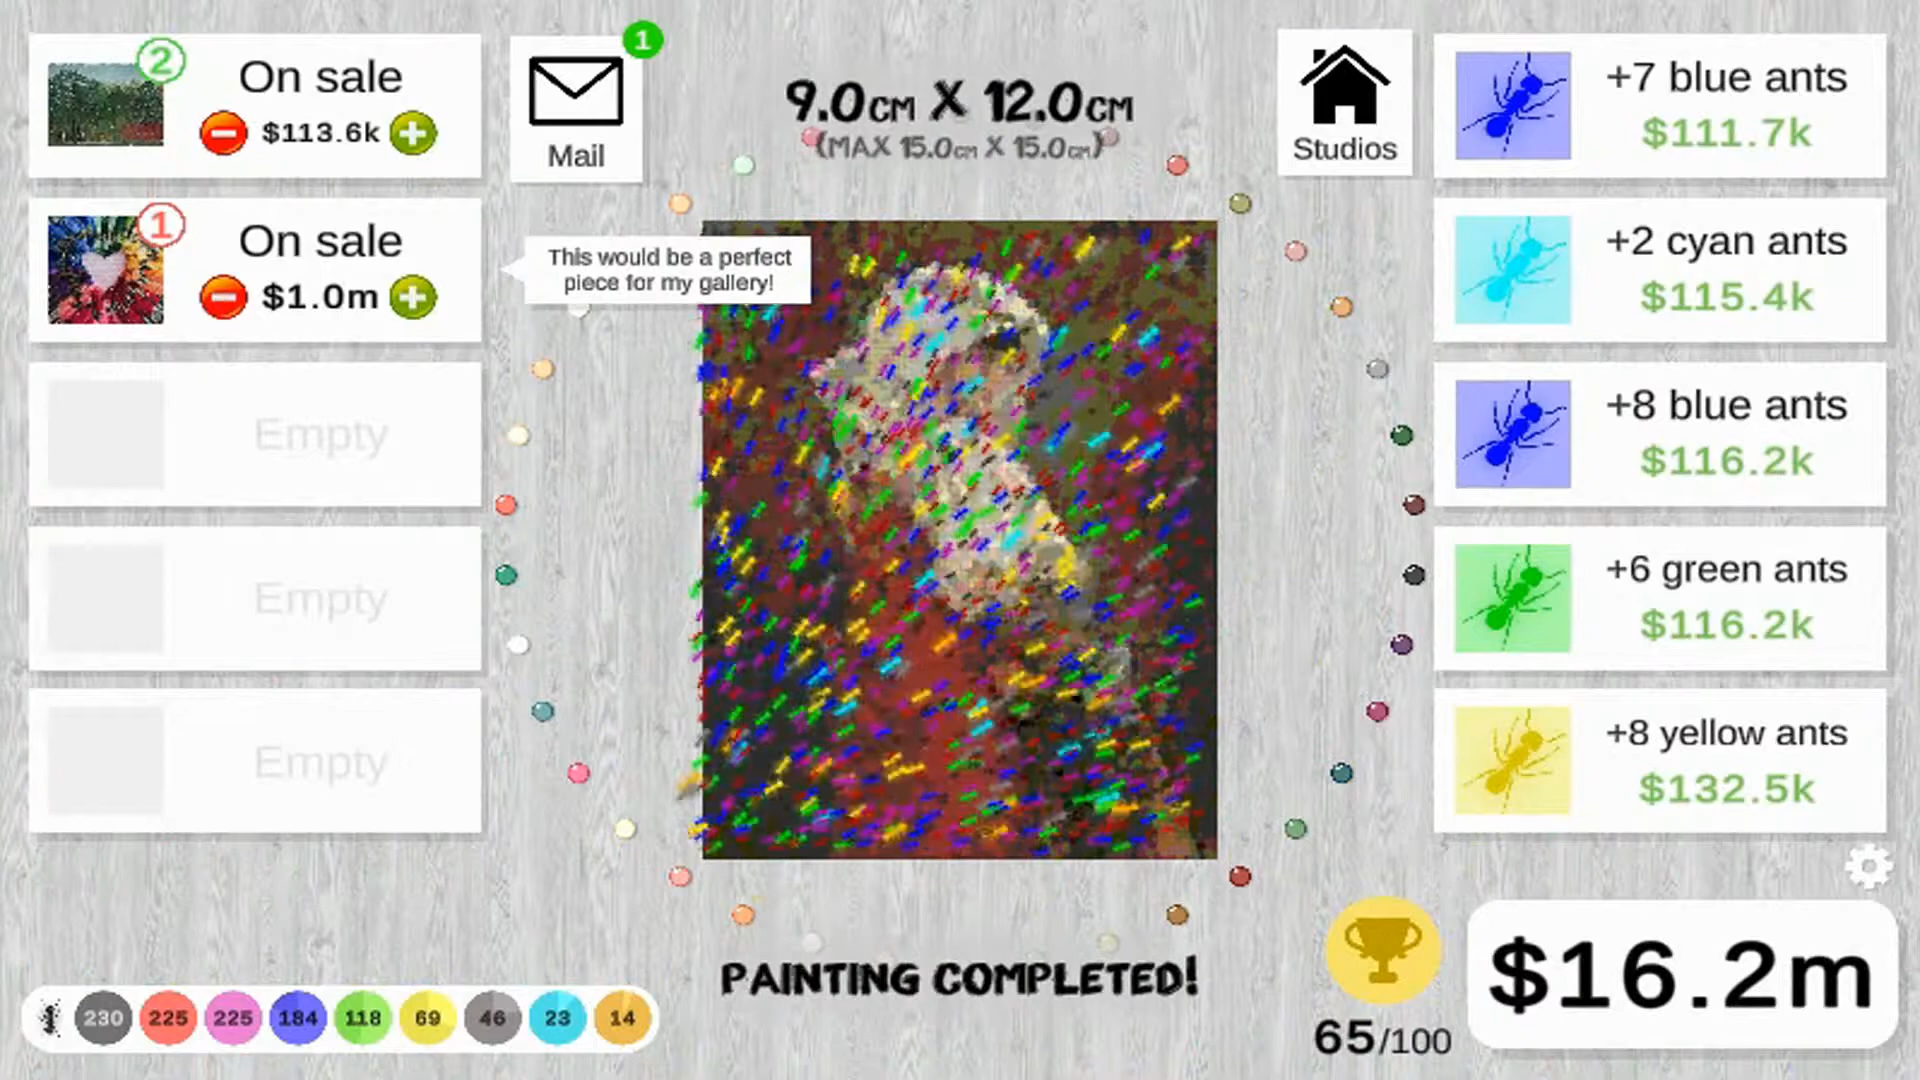 2
On sale
$113.6k
1
On sale
$1.0m
Empty
Empty
Empty
1
Mail
This would be a perfect
piece for my gallery!
9.0CM X 12.0CM
(MAX 15.0CM X 15.0CM)
Studios
+7 blue ants
$111.7k
+2 cyan ants
$115.4k
+8 blue ants
$116.2k
+6 green ants
$116.2k
+8 yellow ants
$132.5k
PAINTING COMPLETED!
230 225 225 184 118 69 46 23 14
65/100
$16.2m